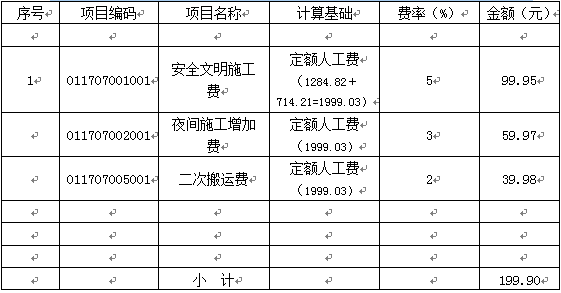 序号 项目编码 项目名称 计算基础 费率（%） 金额（元）
1 011707001001 安全文明施工费 定额人工费（1284.82＋714.21=1999.03） 5 99.95
011707002001 夜间施工增加费 定额人工费（1999.03） 3 59.97
011707005001 二次搬运费 定额人工费（1999.03） 2 39.98
小 计 199.90